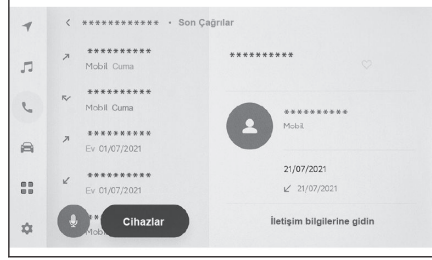 ************ • Son Çağrılar
**********
Mobil Cuma
**********
Mobil Cuma
**********
Ev 01/07/2021
**********
Ev 01/07/2021
**
Mobil
Cihazlar
**********
**********
Mobil
21/07/2021
21/07/2021
İletişim bilgilerine gidin